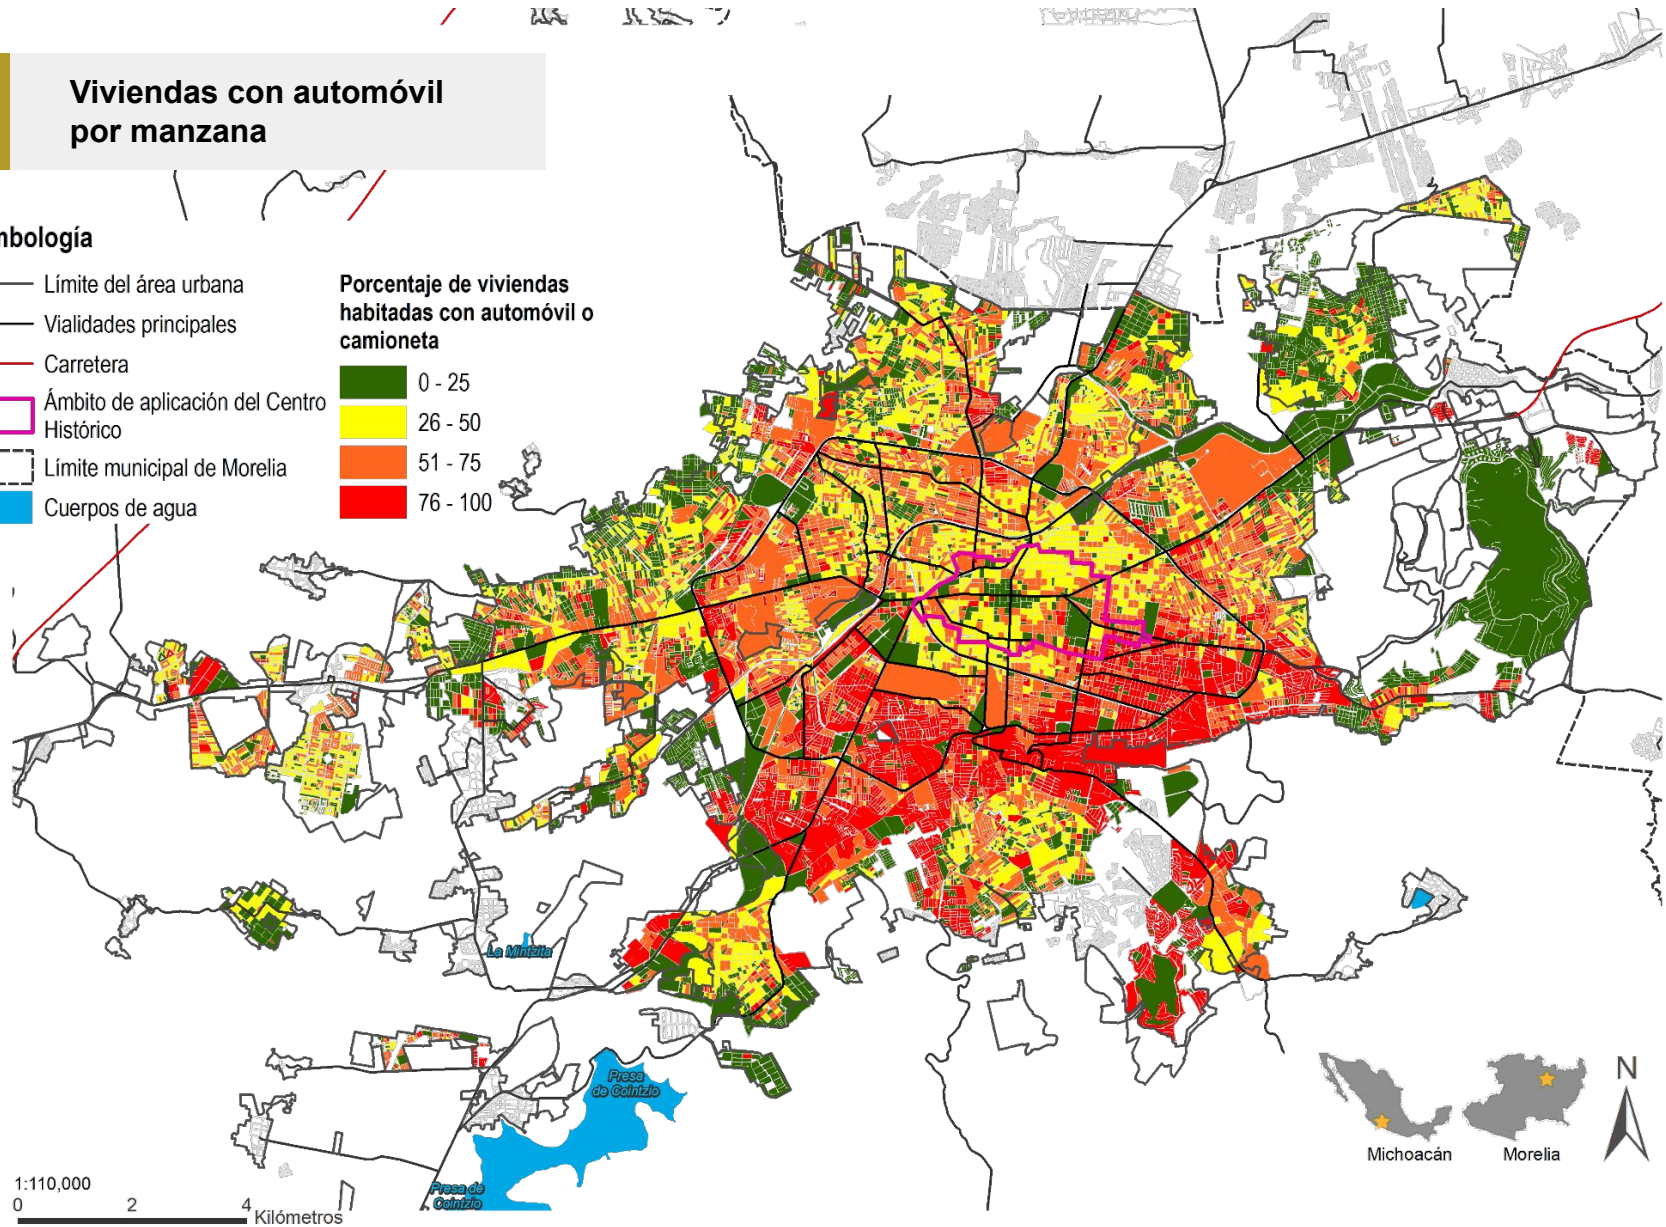 Viviendas con automóvil
por manzana
mbología
Límite del área urbana
Vialidades principales
Carretera
Ámbito de aplicación del Centro
Histórico
Límite municipal de Morelia
Cuerpos de agua
Porcentaje de viviendas
habitadas con automóvil o
camioneta
0 - 25
26 - 50
51 - 75
76 - 100
La Mintzita
Presa
de Cointzio
Presa de
Cointzio
N
Michoacán
Morelia
1:110,000
0 2 4 Kilómetros